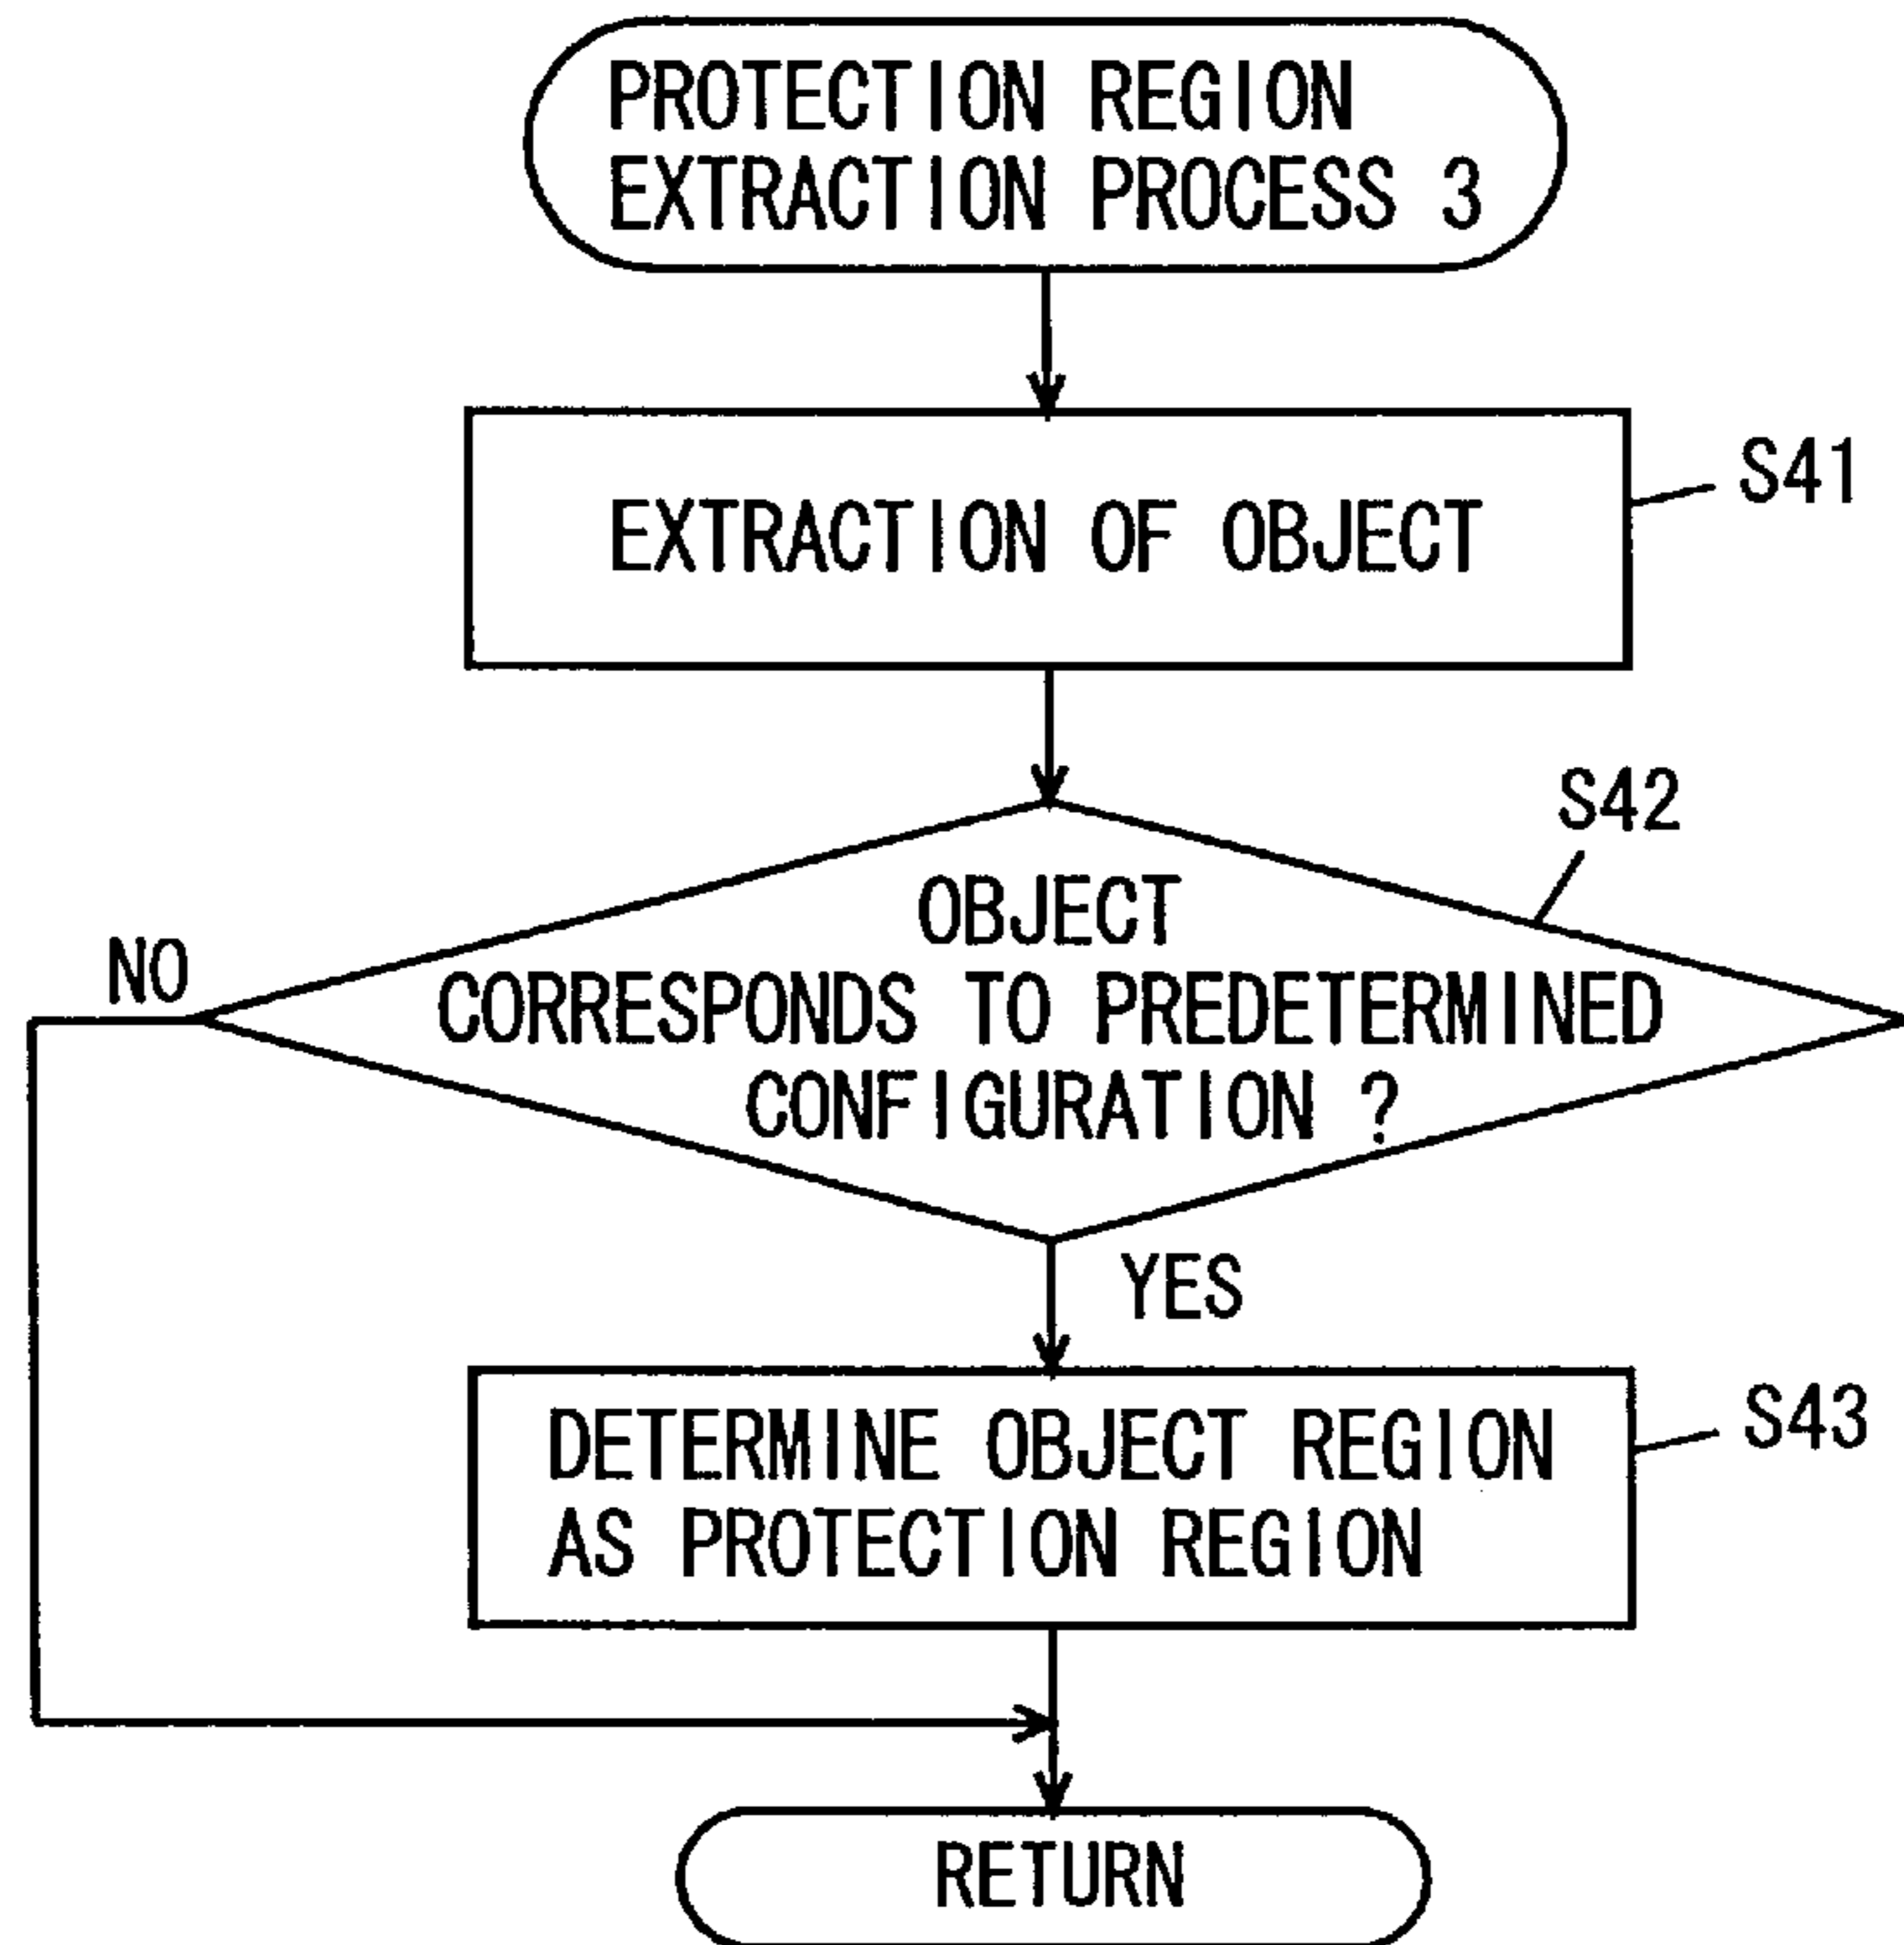 PROTECTION REGION
EXTRACTION PROCESS 3
EXTRACTION OF OBJECT
S41
S42
OBJECT
CORRESPONDS TO PREDETERMINED
CONFIGURATION ?
NO
YES
DETERMINE OBJECT REGION
AS PROTECTION REGION
S43
RETURN